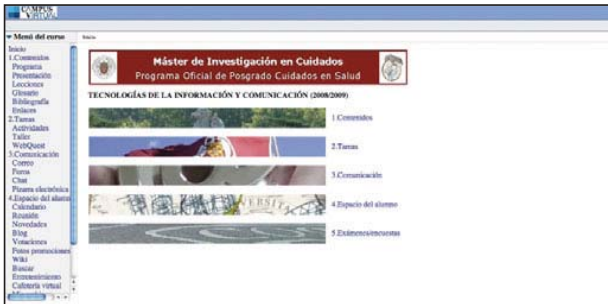 CAMPUS
VIRTUAL
Menú del curso
Inicio
Inicio
1.Contenidos
Programa
Presentación
Lecciones
Glosario
Bibliografía
Enlaces
2.Tareas
Actividades
Taller
WebQuest
3.Comunicación
Correo
Foros
Chat
Pizarra electrónica
4.Espacio del alumno
Calendario
Reunión
Novedades
Blog
Votaciones
Fotos promociones
Wiki
Buscar
Entretenimiento
Cafetería virtual
Máster de Investigación en Cuidados
Programa Oficial de Posgrado Cuidados en Salud
TECNOLOGÍAS DE LA INFORMACIÓN Y COMUNICACIÓN (2008/2009)
1.Contenidos
2.Tareas
3.Comunicación
4.Espacio del alumno
5.Exámenes/encuestas